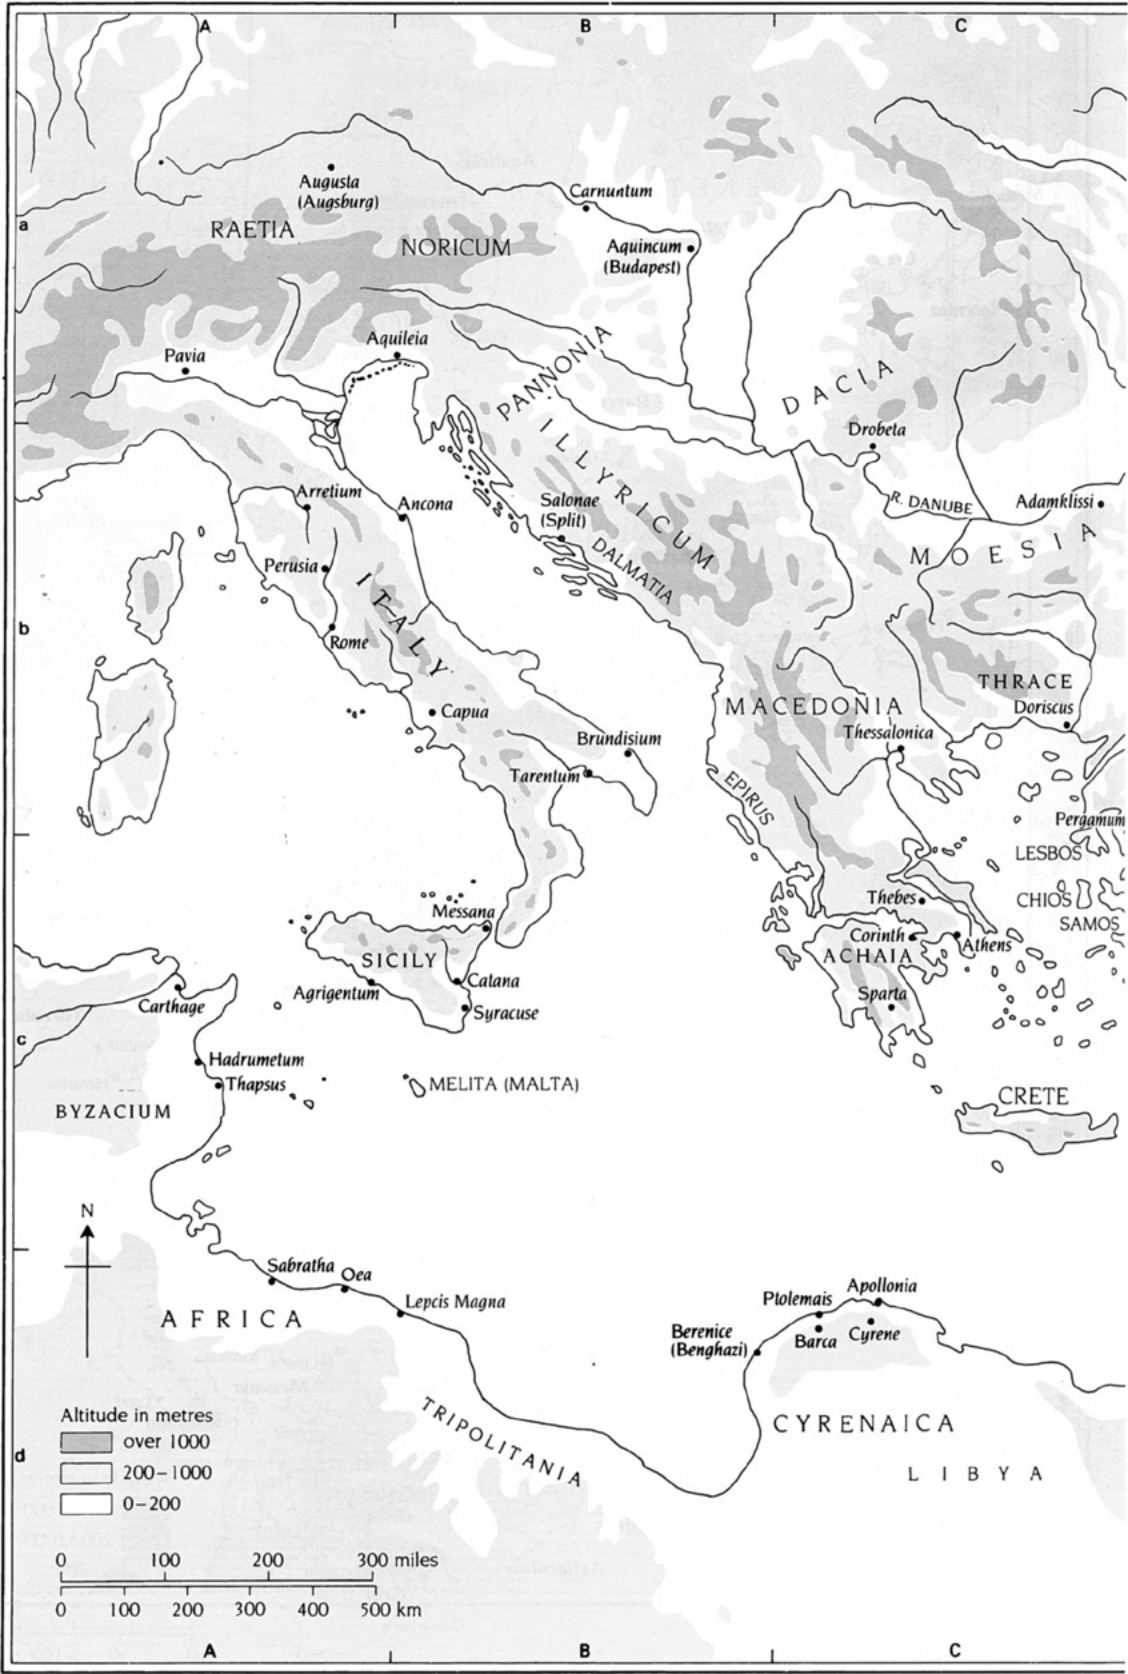 A
B
C
Augusta
(Augsburg)
Carnuntum
a
RAETIA
NORICUM
Aquincum
(Budapest)
Aquileia
Pavia
PANNONIA
DACIA
ILLYRICUM
Drobeta
Arretium
Ancona
Salonae
(Split)
R. DANUBE
Adamklissi
DALMATIA
MOESIA
Perusia
ITALY
b
Rome
THRACE
Capua
MACEDONIA
Doriscus
Thessalonica
Brundisium
Tarentum
EPIRUS
Pergamum
LESBOS
Thebes
CHIOS
Messana
SAMOS
Corinth
Athens
SICILY
ACHAIA
Catana
Agrigentum
Sparta
Carthage
Syracuse
c
Hadrumetum
Thapsus
MELITA (MALTA)
BYZACIUM
CRETE
N
Sabratha
Oea
Apollonia
Lepcis Magna
Ptolemais
AFRICA
Berenice
(Benghazi)
Barca
Cyrene
TRIPOLITANIA
CYRENAICA
LIBYA
Altitude in metres
over 1000
d
200–1000
0–200
0 100 200 300 miles
0 100 200 300 400 500 km
A
B
C